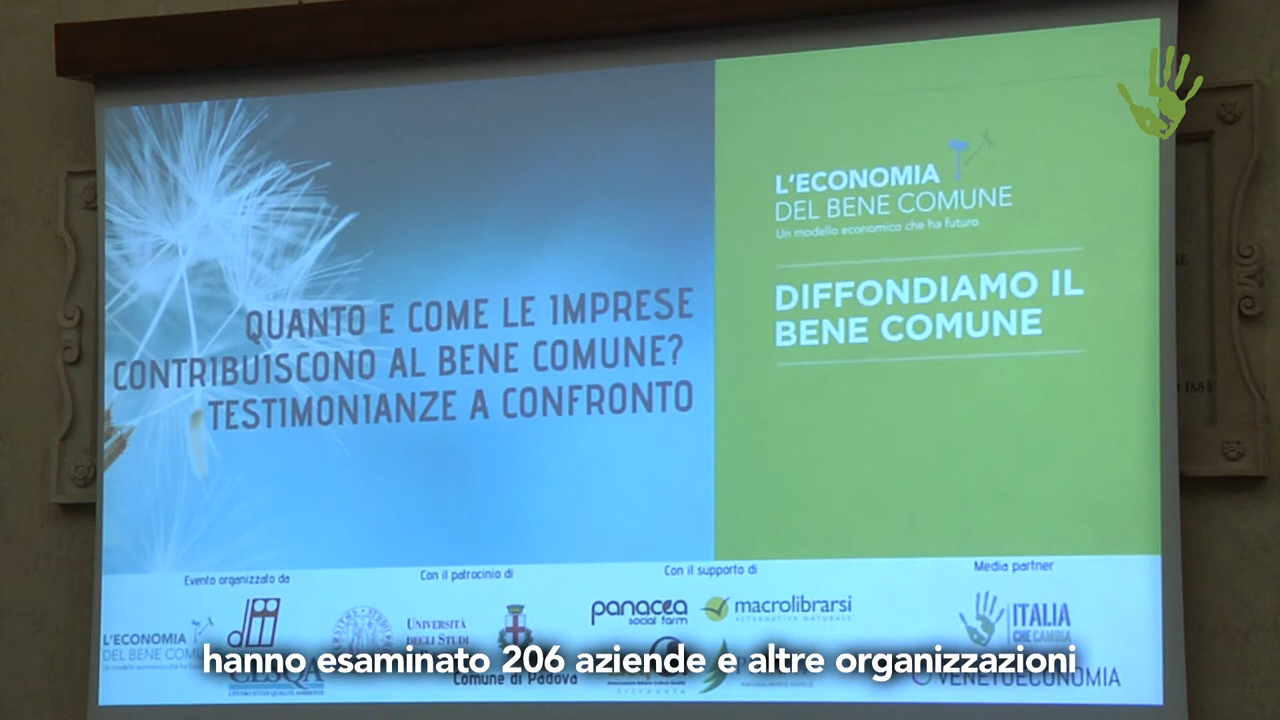 L'ECONOMIA
DEL BENE COMUNE
Un modello economico che ha futuro
DIFFONDIAMO IL
BENE COMUNE
QUANTO E COME LE IMPRESE
CONTRIBUISCONO AL BENE COMUNE?
TESTIMONIANZE A CONFRONTO
Evento organizzato da
Con il patrocinio di
Con il supporto di
Media partner
L'ECONOMIA
DEL BENE
dii
CESQA
UNIVERSITÀ
DEGLI STUDI
Comune di Padova
panacea
social farm
macrolibrarsi
ITALIA
CHE CAMBIA
VENETOECONOMIA
hanno esaminato 206 aziende e altre organizzazioni